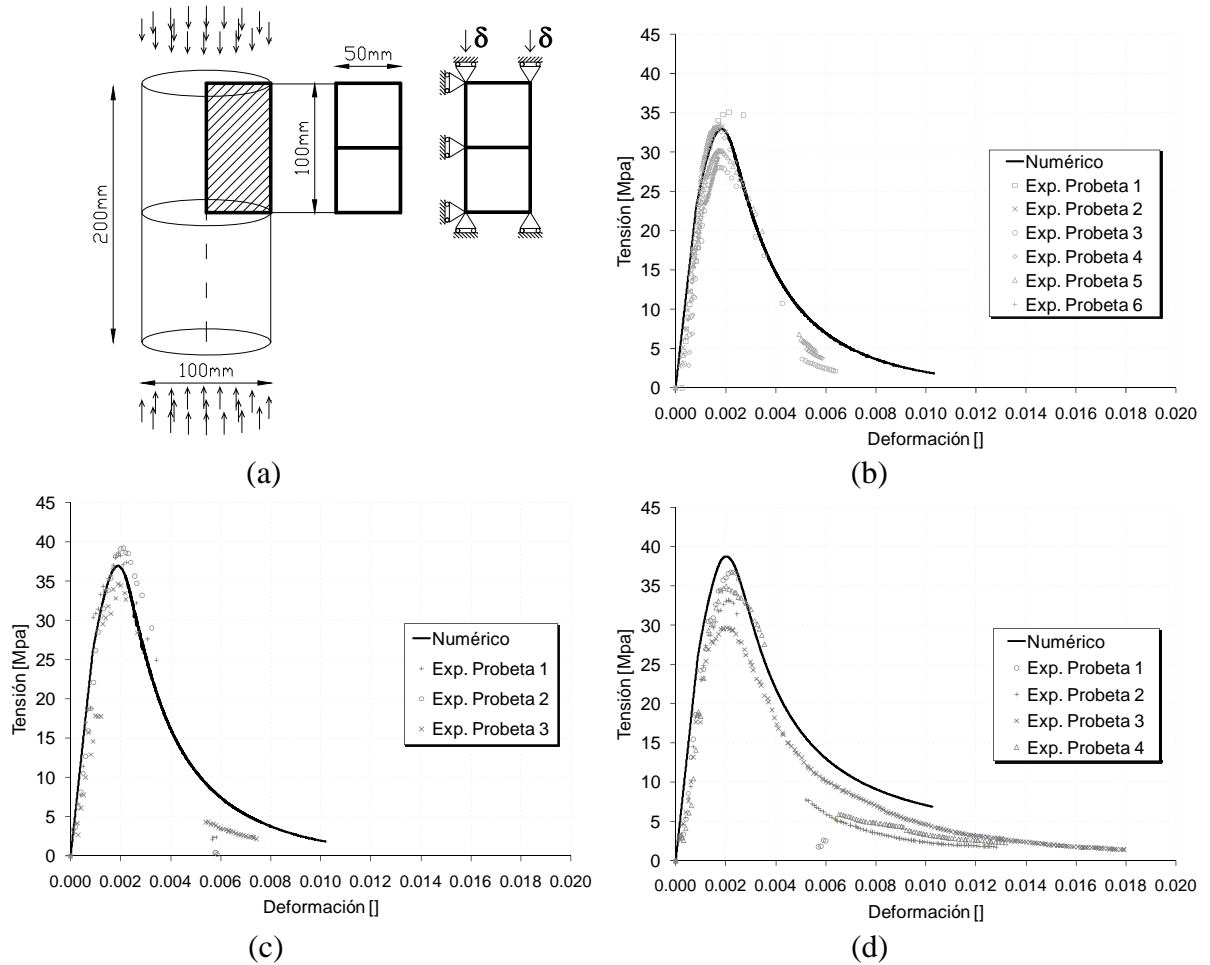 δ
δ
50mm
200mm
100mm
100mm
(a)
45
40
35
30
25
20
15
10
5
0
Tensión [Mpa]
0.000 0.002 0.004 0.006 0.008 0.010 0.012 0.014 0.016 0.018 0.020
Deformación []
Numérico
Exp. Probeta 1
Exp. Probeta 2
Exp. Probeta 3
Exp. Probeta 4
Exp. Probeta 5
Exp. Probeta 6
(b)
45
40
35
30
25
20
15
10
5
0
Tensión [Mpa]
0.000 0.002 0.004 0.006 0.008 0.010 0.012 0.014 0.016 0.018 0.020
Deformación []
Numérico
Exp. Probeta 1
Exp. Probeta 2
Exp. Probeta 3
(c)
45
40
35
30
25
20
15
10
5
0
Tensión [Mpa]
0.000 0.002 0.004 0.006 0.008 0.010 0.012 0.014 0.016 0.018 0.020
Deformación []
Numérico
Exp. Probeta 1
Exp. Probeta 2
Exp. Probeta 3
Exp. Probeta 4
(d)